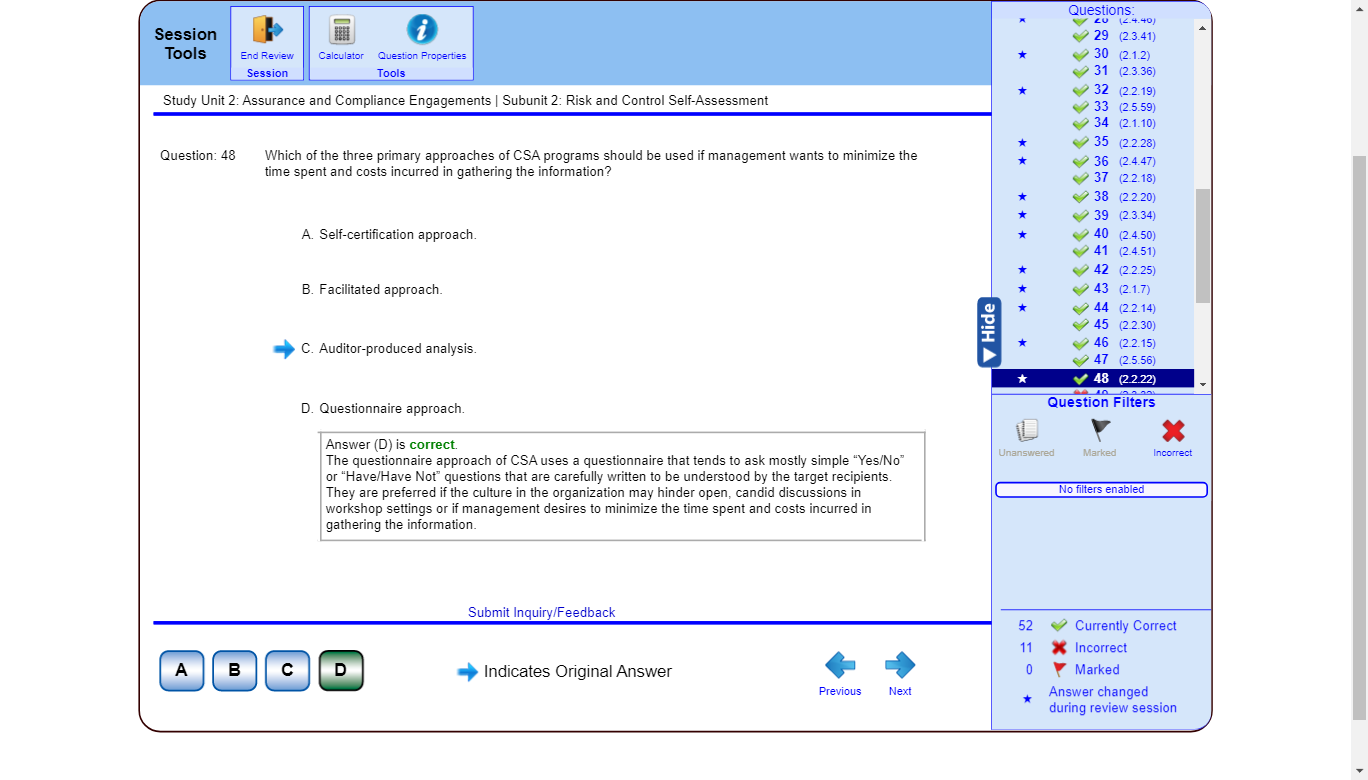 Session
Tools
End Review
Session
Calculator
Question Properties
Tools
Study Unit 2: Assurance and Compliance Engagements | Subunit 2: Risk and Control Self-Assessment
Question: 48
Which of the three primary approaches of CSA programs should be used if management wants to minimize the
time spent and costs incurred in gathering the information?
A. Self-certification approach.
B. Facilitated approach.
C. Auditor-produced analysis.
D. Questionnaire approach.
Answer (D) is correct.
The questionnaire approach of CSA uses a questionnaire that tends to ask mostly simple “Yes/No”
or “Have/Have Not” questions that are carefully written to be understood by the target recipients.
They are preferred if the culture in the organization may hinder open, candid discussions in
workshop settings or if management desires to minimize the time spent and costs incurred in
gathering the information.
Submit Inquiry/Feedback
A B C D
Indicates Original Answer
Previous
Next
Questions:
28 (2.4.46)
29 (2.3.41)
30 (2.1.2)
31 (2.3.36)
32 (2.2.19)
33 (2.5.59)
34 (2.1.10)
35 (2.2.28)
36 (2.4.47)
37 (2.2.18)
38 (2.2.20)
39 (2.3.34)
40 (2.4.50)
41 (2.4.51)
42 (2.2.25)
43 (2.1.7)
44 (2.2.14)
45 (2.2.30)
46 (2.2.15)
47 (2.5.56)
48 (2.2.22)
Hide
Question Filters
Unanswered
Marked
Incorrect
No filters enabled
52 Currently Correct
11 Incorrect
0 Marked
Answer changed
during review session